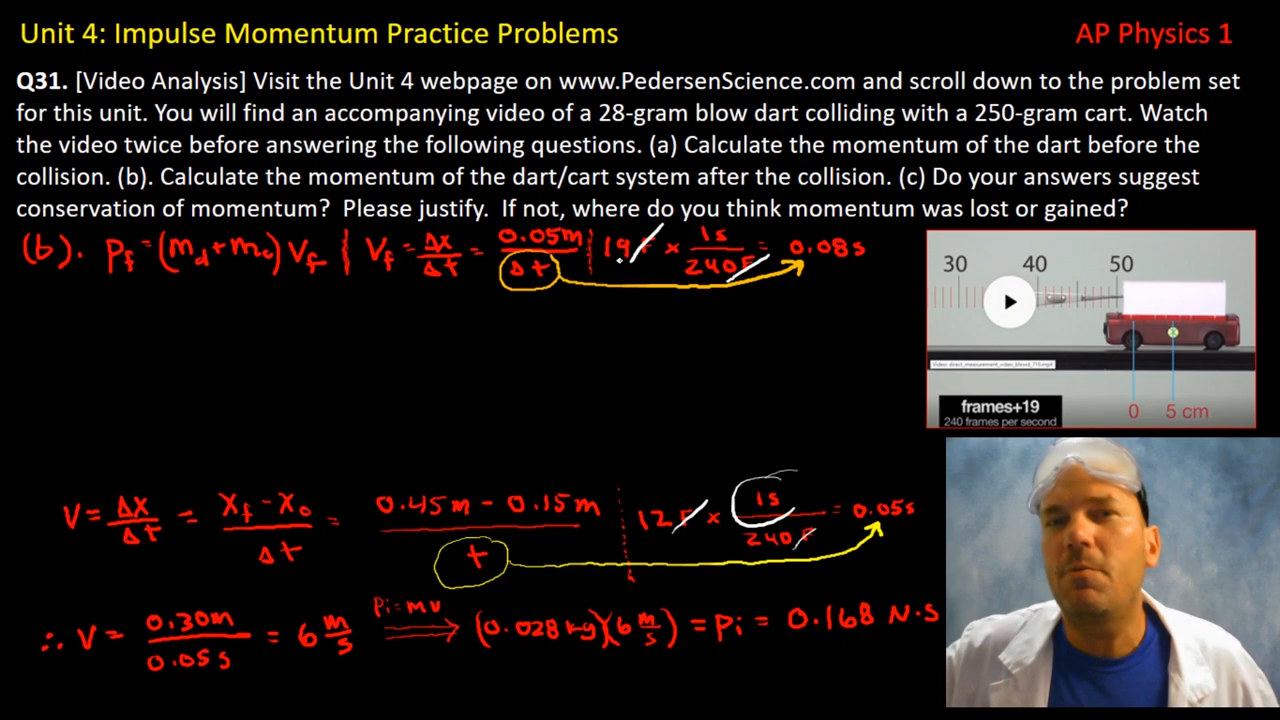 Unit 4: Impulse Momentum Practice Problems
AP Physics 1
Q31. [Video Analysis] Visit the Unit 4 webpage on www.PedersenScience.com and scroll down to the problem set
for this unit. You will find an accompanying video of a 28-gram blow dart colliding with a 250-gram cart. Watch
the video twice before answering the following questions. (a) Calculate the momentum of the dart before the
collision. (b). Calculate the momentum of the dart/cart system after the collision. (c) Do your answers suggest
conservation of momentum? Please justify. If not, where do you think momentum was lost or gained?
(b). Pf = (md + mc) Vf | Vf = Δx/Δt = 0.05m/Δt | 19F × 1s/240F = 0.08s
30 40 50
0 5 cm
frames+19
240 frames per second
V = Δx/Δt = Xf - Xo/Δt = 0.45m - 0.15m/t | 12F × 1s/240F = 0.05s
∴ V = 0.30m/0.05s = 6 m/s Pi = mv ⟹ (0.028 kg)(6 m/s) = Pi = 0.168 N·S